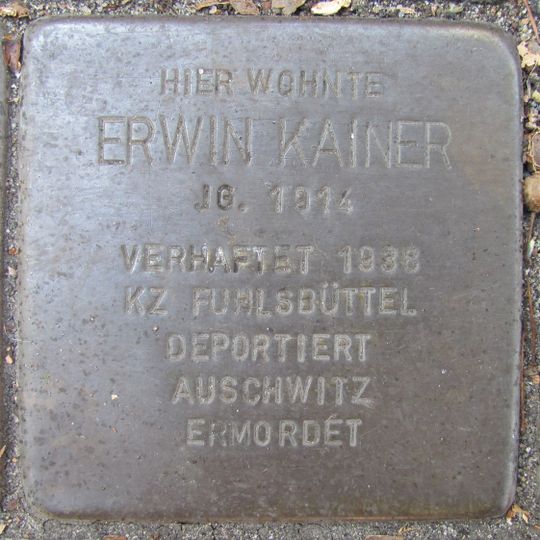 HIER WOHNTE
ERWIN KAINER
JG. 1914
VERHAFTET 1938
KZ FUHLSBÜTTEL
DEPORTIERT
AUSCHWITZ
ERMORDET